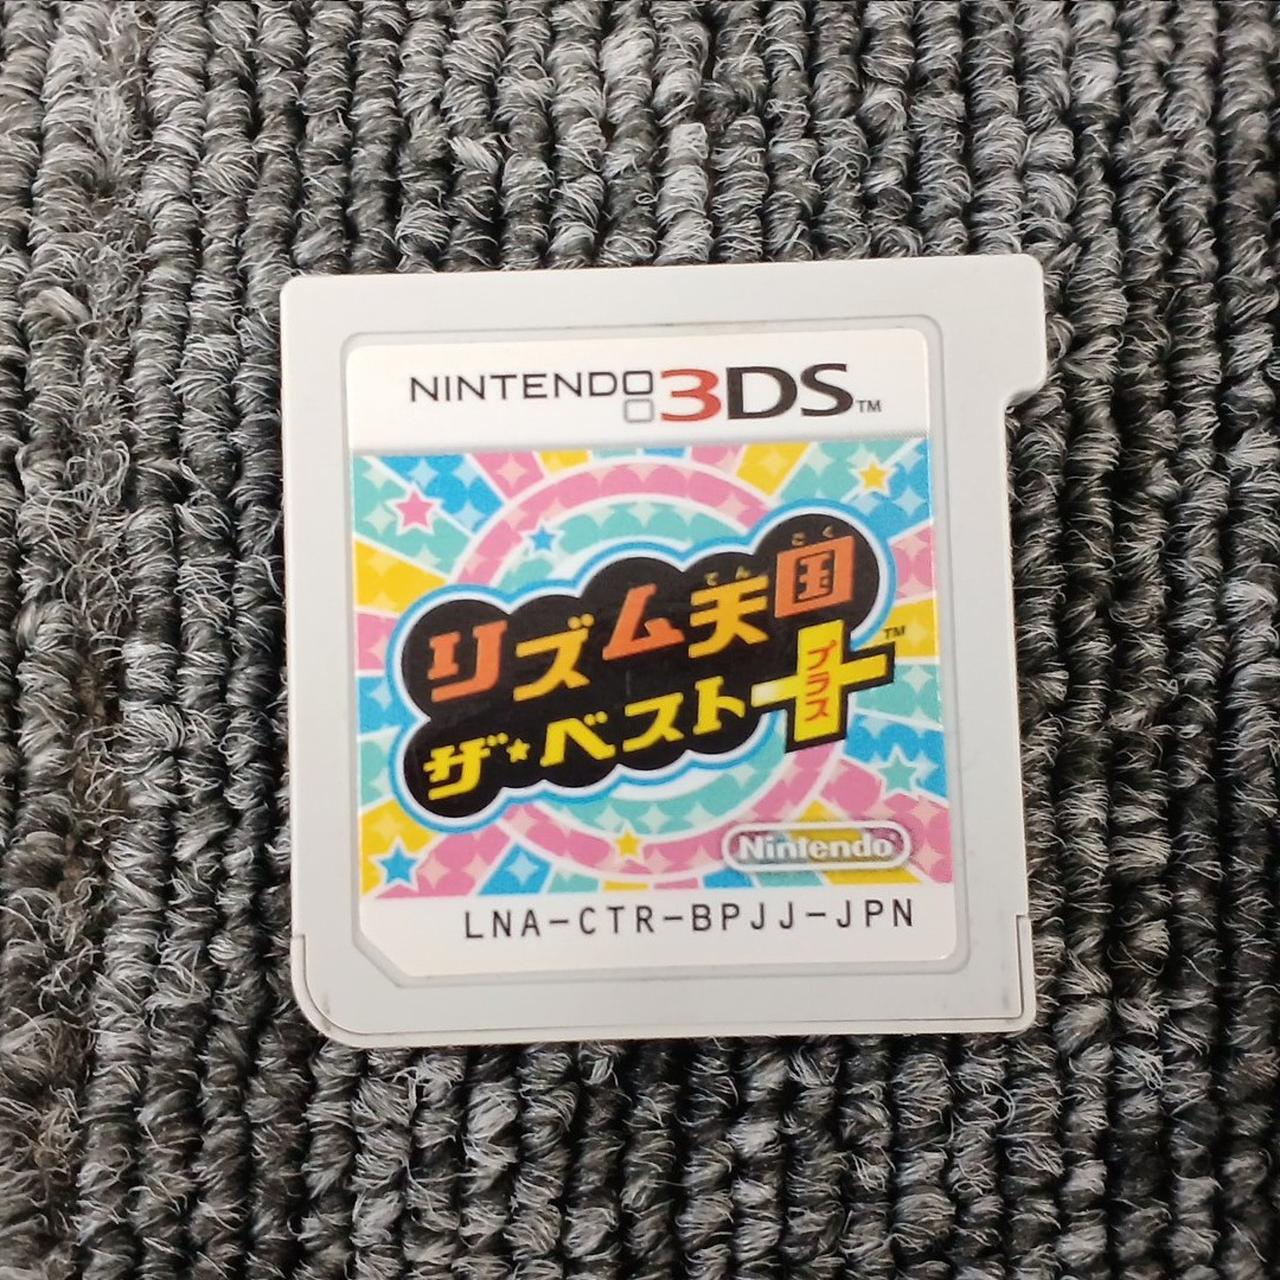 NINTENDO 3DS™
こく
てん
リズム天国
ザ★ベスト+™
プラス
Nintendo
LNA-CTR-BPJJ-JPN